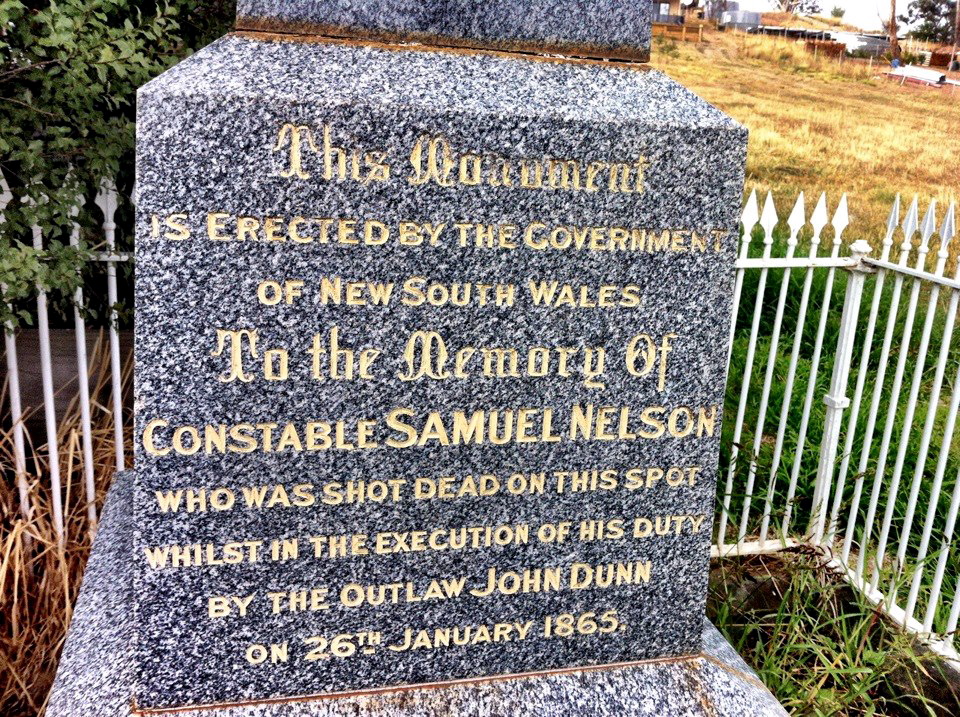 This Monument
IS ERECTED BY THE GOVERNMENT
OF NEW SOUTH WALES
To the Memory Of
CONSTABLE SAMUEL NELSON
WHO WAS SHOT DEAD ON THIS SPOT
WHILST IN THE EXECUTION OF HIS DUTY
BY THE OUTLAW JOHN DUNN
ON 26TH JANUARY 1865.